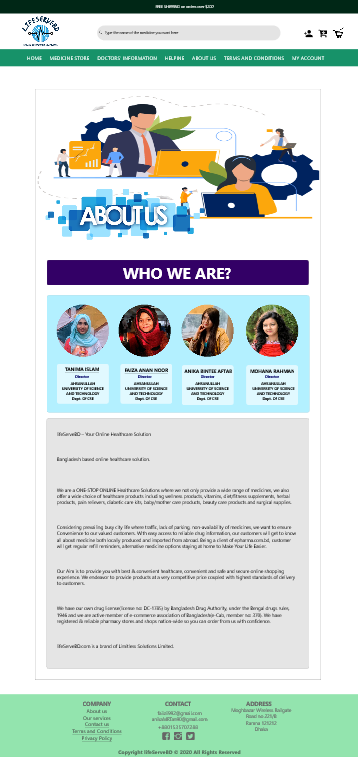 FREE SHIPPING on orders over $30!
LIFESERVEBD
Type the name of the medicine you want here
HOME MEDICINE STORE DOCTORS' INFORMATION HELPINE ABOUT US TERMS AND CONDITIONS MY ACCOUNT
ABOUT US
WHO WE ARE?
TANIMA ISLAM FAIZA ANAN NOOR ANIKA BINTEE AFTAB MOHANA RAHMAN
Director Director Director Director
AHSANULLAH AHSANULLAH AHSANULLAH AHSANULLAH
UNIVERSITY OF SCIENCE UNIVERSITY OF SCIENCE UNIVERSITY OF SCIENCE UNIVERSITY OF SCIENCE
AND TECHNOLOGY AND TECHNOLOGY AND TECHNOLOGY AND TECHNOLOGY
Dept. Of CSE Dept. Of CSE Dept. Of CSE Dept. Of CSE
lifeServeBD – Your Online Healthcare Solution
Bangladesh based online healthcare solution.
We are a ONE-STOP ONLINE Healthcare Solutions where we not only provide a wide range of medicines, we also
offer a wide choice of healthcare products including wellness products, vitamins, diet/fitness supplements, herbal
products, pain relievers, diabetic care kits, baby/mother care products, beauty care products and surgical supplies.
Considering prevailing busy city life where traffic, lack of parking, non-availability of medicines, we want to ensure
Convenience to our valued customers. With easy access to reliable drug information, our customers will get to know
all about medicine both locally produced and imported from abroad. Being a client of epharma.com.bd, customer
will get regular refill reminders, alternative medicine options staying at home to Make Your Life Easier.
Our Aim is to provide you with best & convenient healthcare, convenient and safe and secure online shopping
experience. We endeavor to provide products at a very competitive price coupled with highest standards of delivery
to customers.
We have our own drug license(license no: DC-) by Bangladesh Drug Authority, under the Bengal drugs rules,
1946 and we are active member of e-commerce association of Bangladesh(e-Cab, member no: 378). We have
registered & reliable pharmacy store and shops nation-wide so you can order from us with confidence.
lifeServeBD.com is a brand of Limitless Solutions Limited.
COMPANY CONTACT ADDRESS
About us
Our services
Contact us
Terms and Conditions
Privacy Policy
+8801535703288
Moghbazar Wireless Railgate
Road no
Ramna
Dhaka
Copyright lifeServeBD © 2020 All Rights Reserved